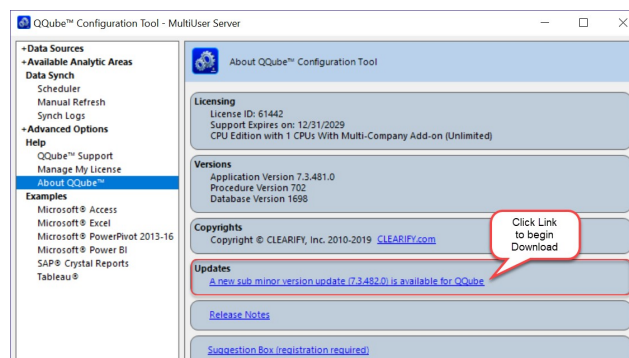 QQube™ Configuration Tool - MultiUser Server
+Data Sources
+Available Analytic Areas
Data Synch
Scheduler
Manual Refresh
Synch Logs
+Advanced Options
Help
QQube™ Support
Manage My License
About QQube™
Examples
Microsoft® Access
Microsoft® Excel
Microsoft® PowerPivot 2013-16
Microsoft® Power BI
SAP® Crystal Reports
Tableau®
About QQube™ Configuration Tool
Licensing
License ID: 61442
Support Expires on: 12/31/2029
CPU Edition with 1 CPUs With Multi-Company Add-on (Unlimited)
Versions
Application Version 7.3.481.0
Procedure Version 702
Database Version 1698
Copyrights
Copyright © CLEARIFY, Inc. 2010-2019 CLEARIFY.com
Click Link
to begin
Download
Updates
A new sub minor version update (7.3.482.0) is available for QQube
Release Notes
Suggestion Box (registration required)